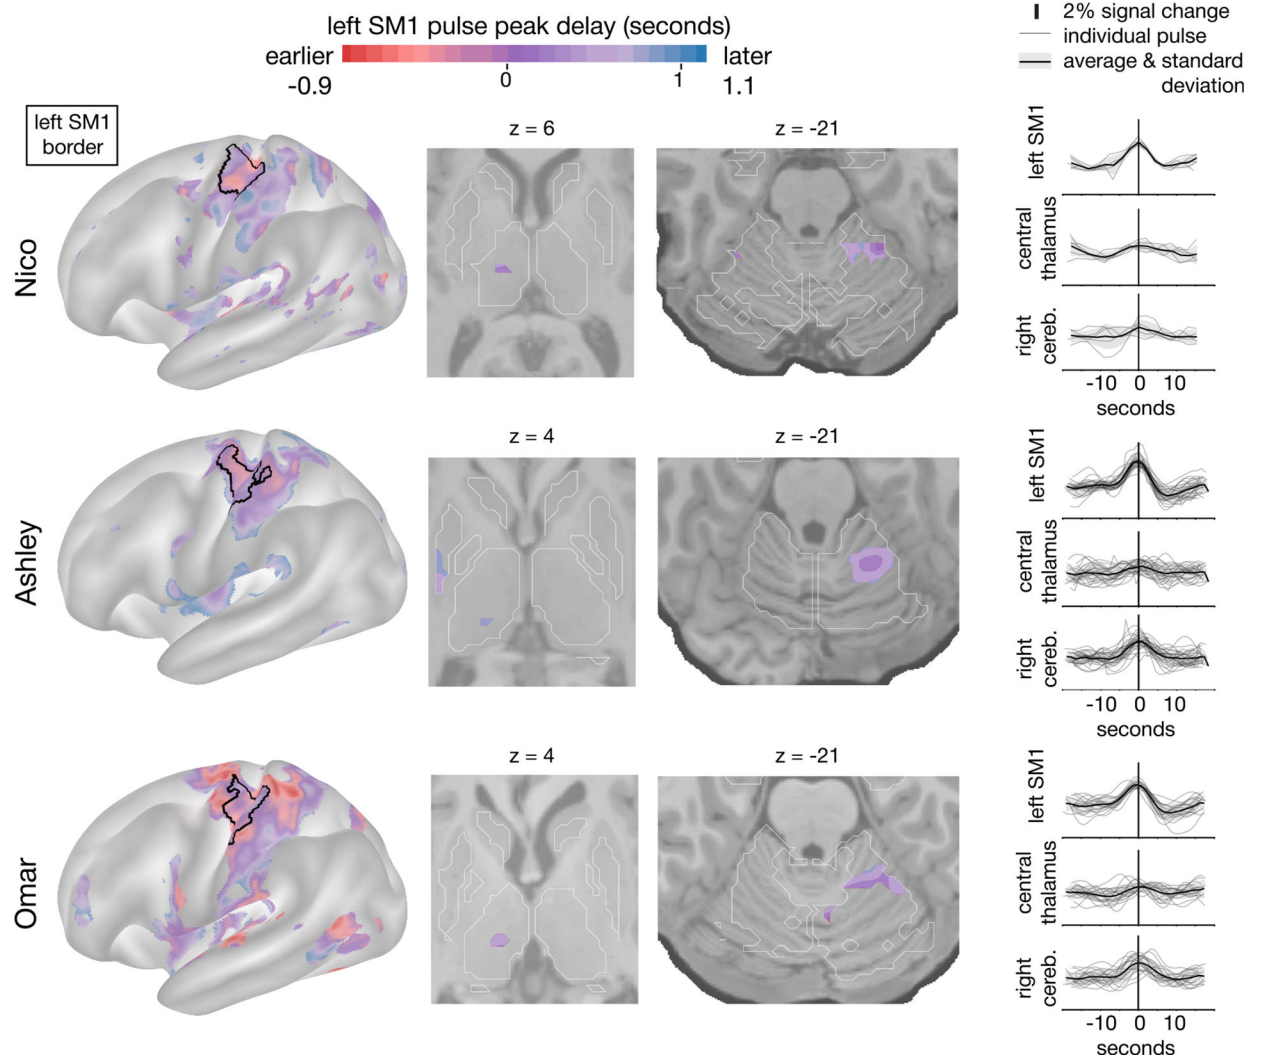 left SM1 pulse peak delay (seconds)
earlier
later
-0.9
0
1
1.1
2% signal change
individual pulse
average & standard
deviation
left SM1
border
Nico
z = 6
z = -21
left SM1
central
thalamus
right
cereb.
-10 0 10
seconds
Ashley
z = 4
z = -21
left SM1
central
thalamus
right
cereb.
-10 0 10
seconds
Omar
z = 4
z = -21
left SM1
central
thalamus
right
cereb.
-10 0 10
seconds